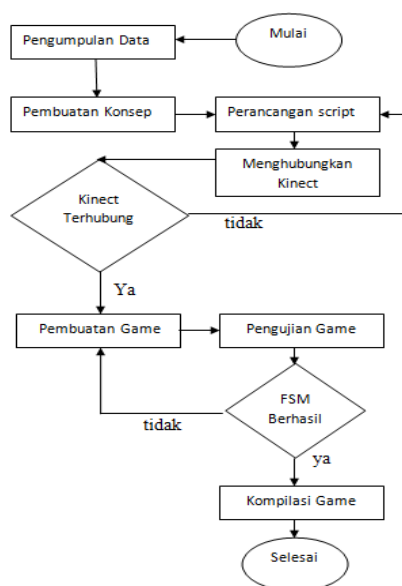 Mulai
Pengumpulan Data
Pembuatan Konsep
Perancangan script
Menghubungkan
Kinect
Kinect
Terhubung
tidak
Ya
Pembuatan Game
Pengujian Game
FSM
Berhasil
tidak
ya
Kompilasi Game
Selesai